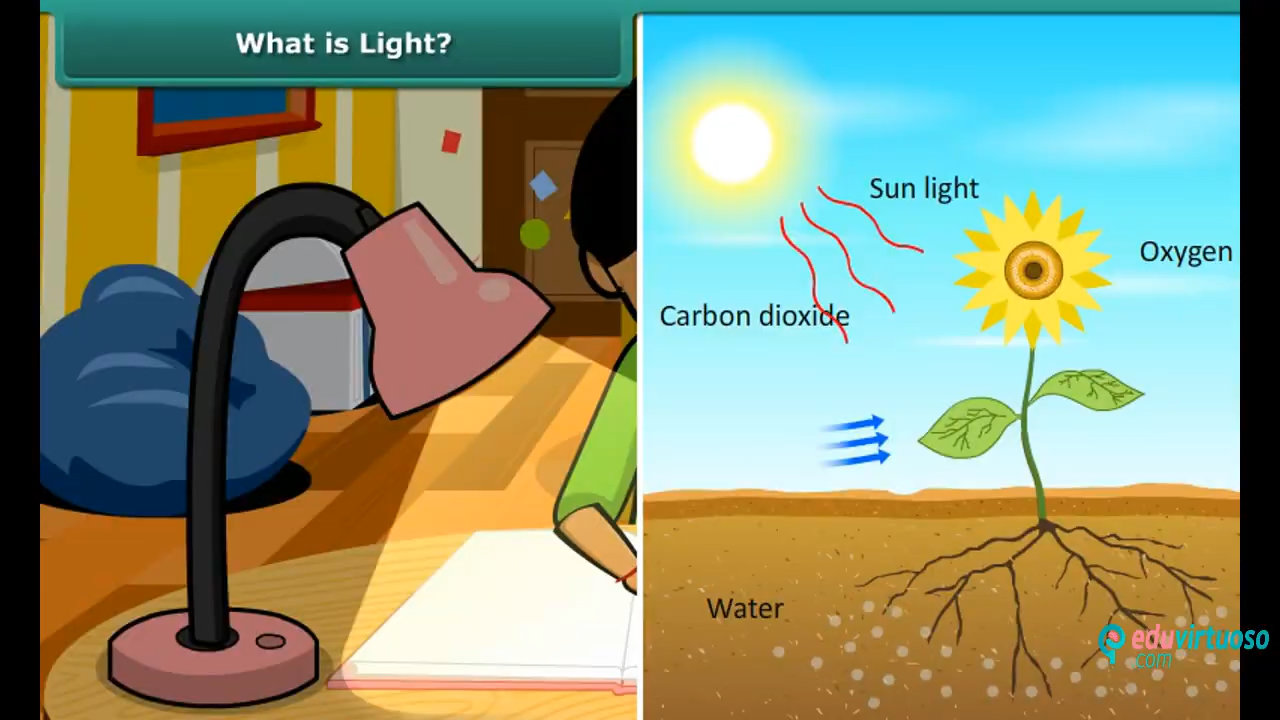 What is Light?
Sun light
Oxygen
Carbon dioxide
Water
eduvirtuoso
com